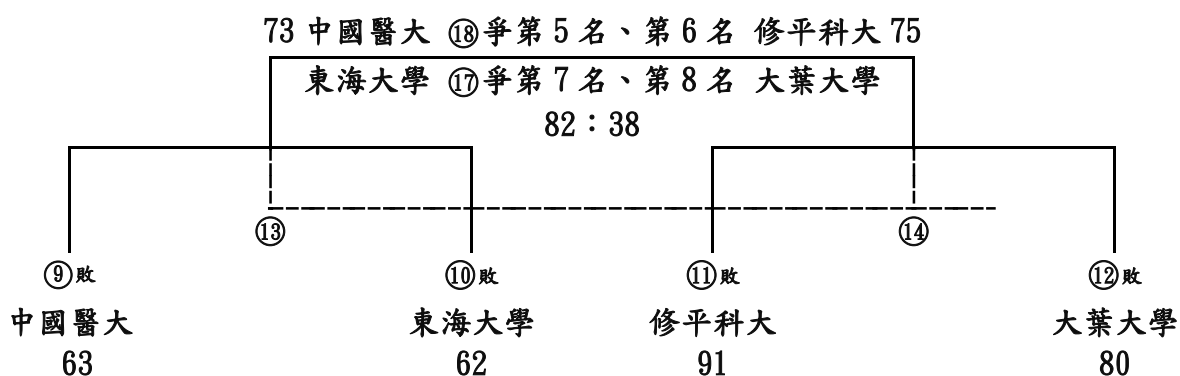 73 中國醫大 ⑱爭第 5 名、第 6 名 修平科大 75
東海大學 ⑰爭第 7 名、第 8 名 大葉大學
82:38
⑬ ⑭
⑨敗 ⑩敗 ⑪敗 ⑫敗
中國醫大 東海大學 修平科大 大葉大學
63 62 91 80